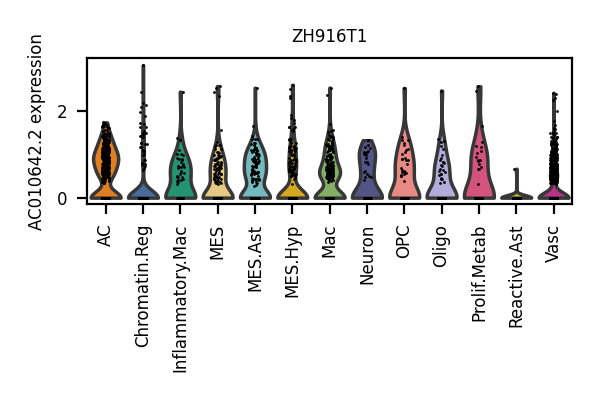 ZH916T1
AC010642.2 expression
2
0
AC
Chromatin.Reg
Inflammatory.Mac
MES
MES.Ast
MES.Hyp
Mac
Neuron
OPC
Oligo
Prolif.Metab
Reactive.Ast
Vasc